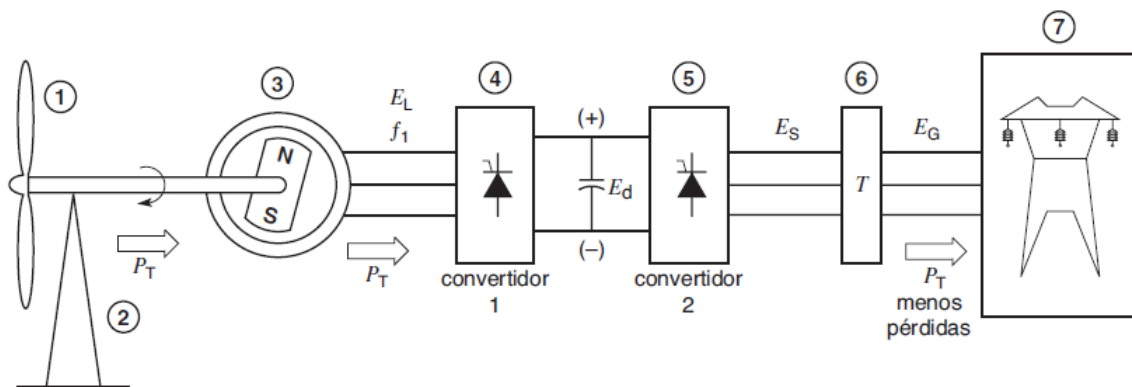 1
2
3
N
S
P_T
E_L
f_1
P_T
4
convertidor
1
(+)
E_d
(–)
5
convertidor
2
E_S
6
T
E_G
P_T
menos
pérdidas
7